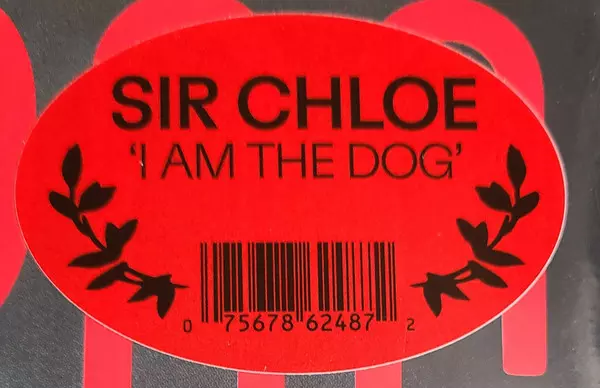 SIR CHLOE
'I AM THE DOG'
0 75678 62487 2